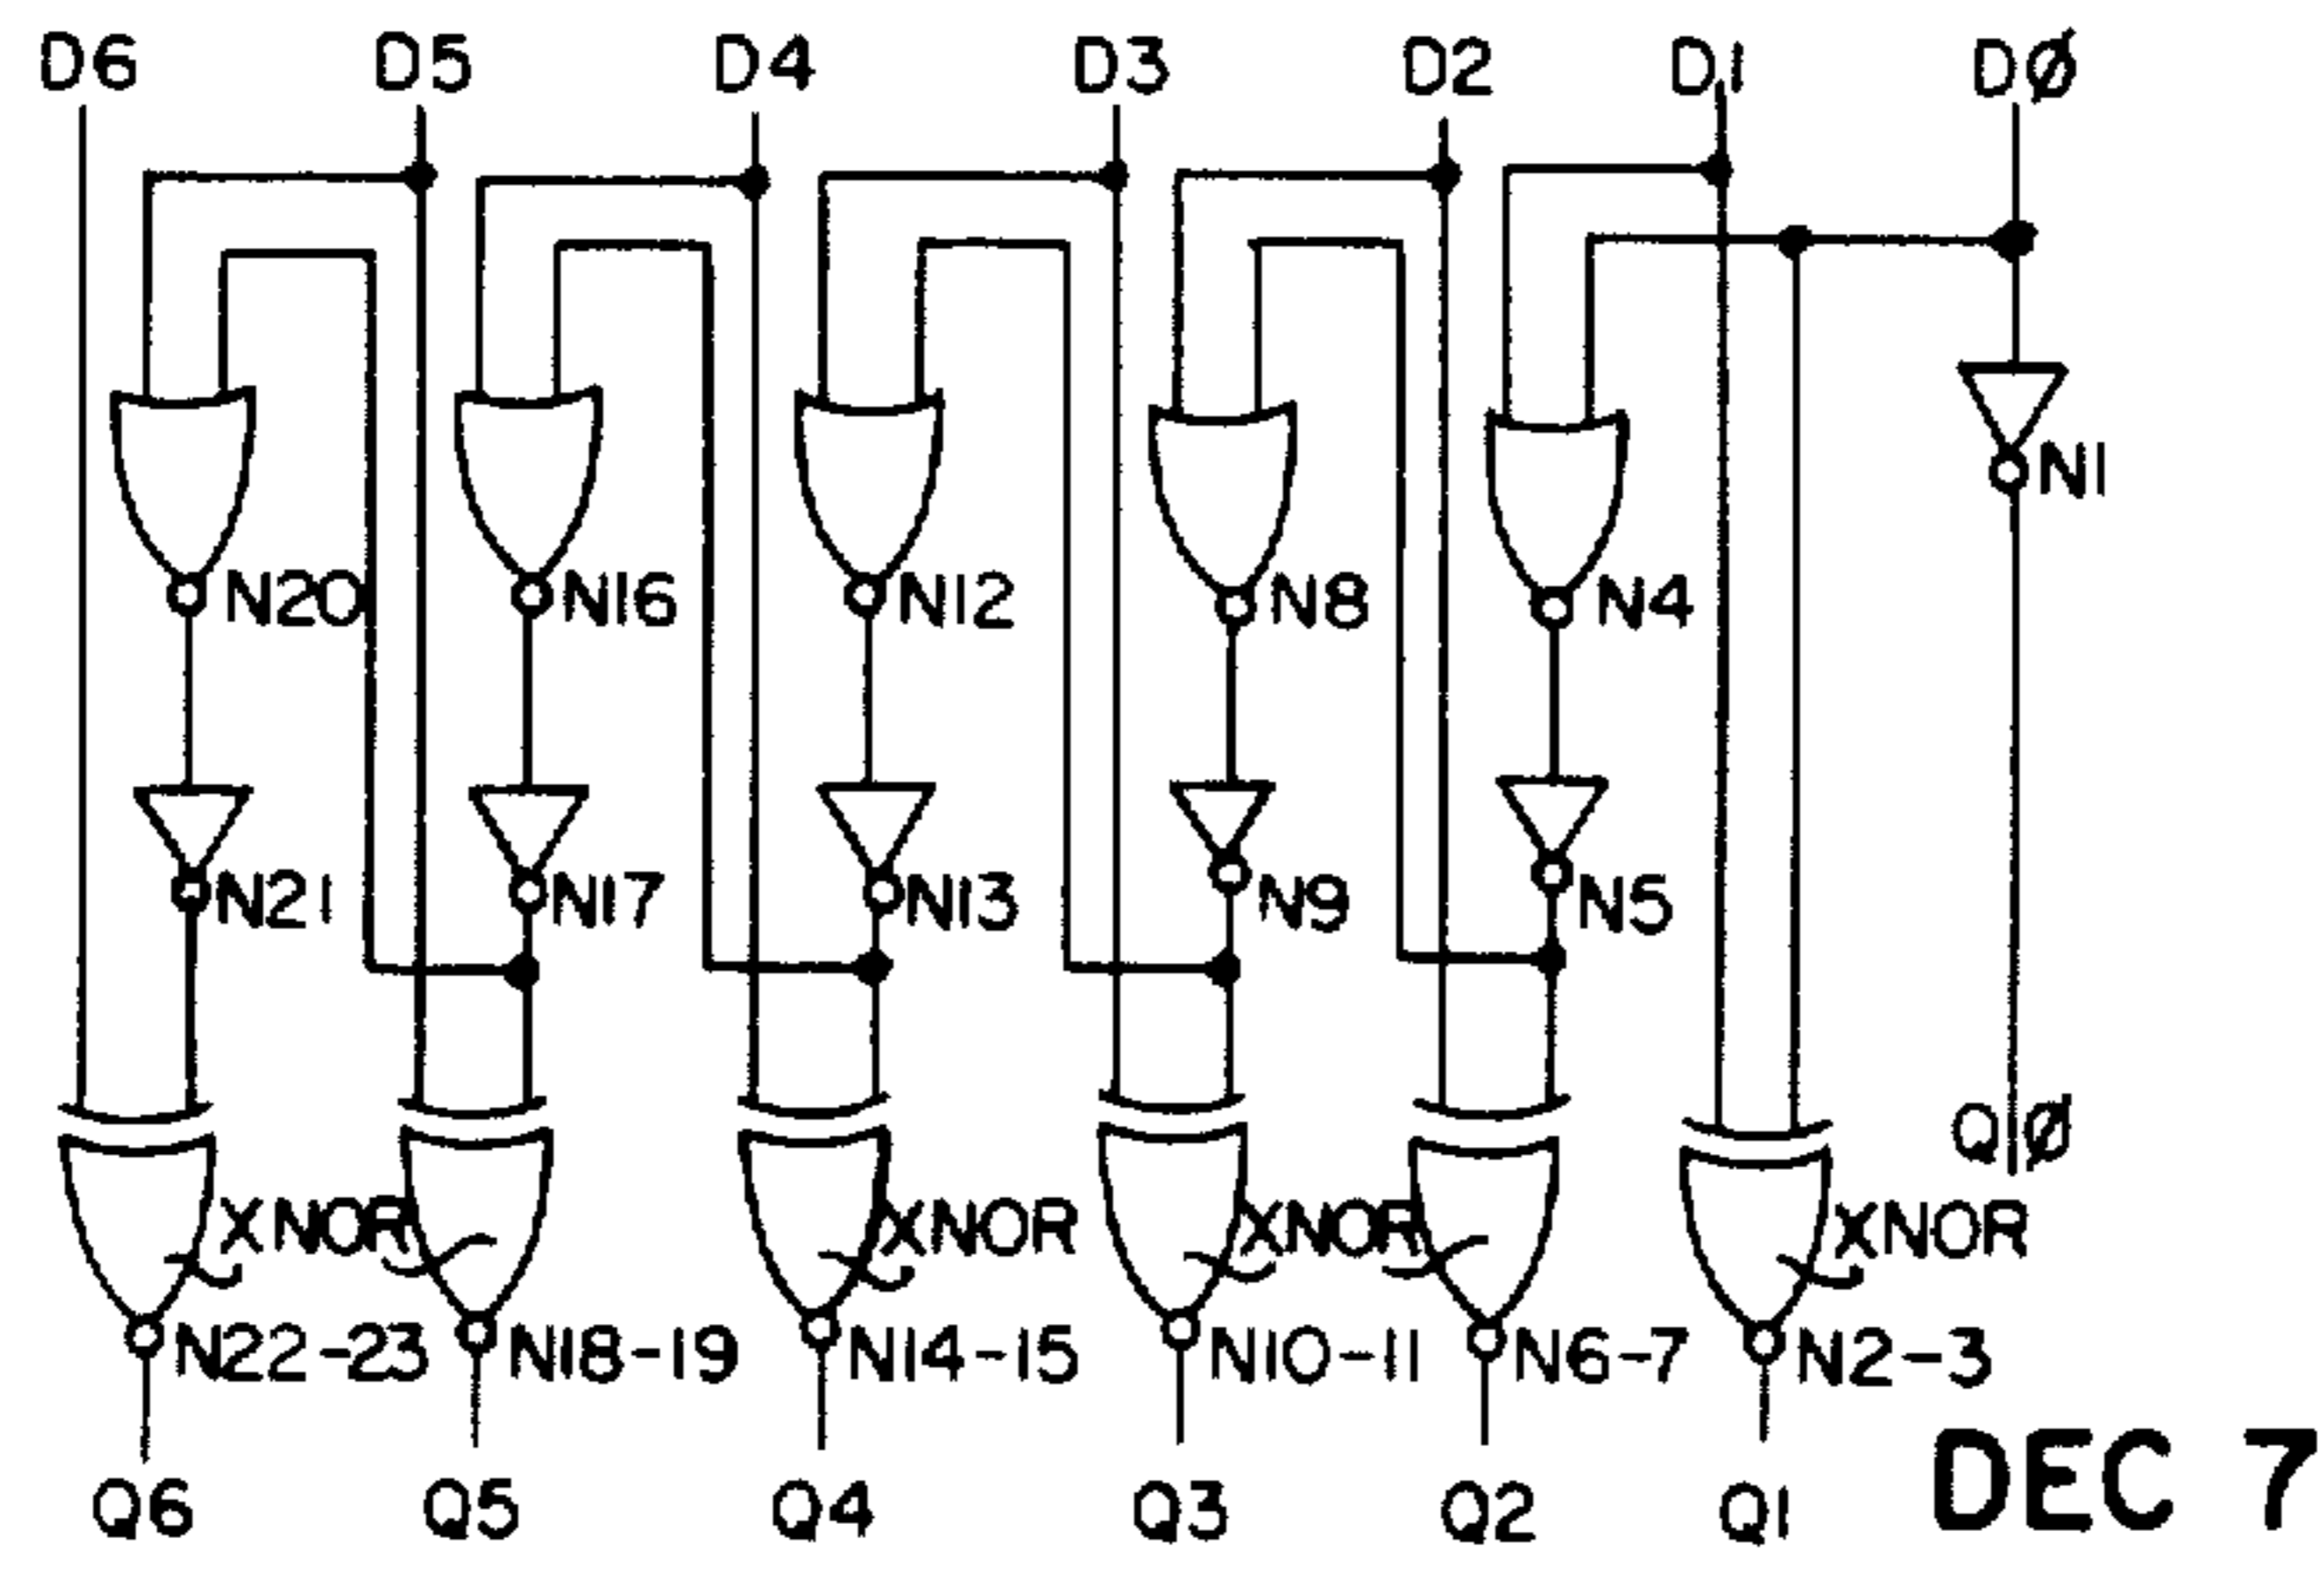 D6 D5 D4 D3 D2 D1 DØ
N1
N20 N16 N12 N8 N4
N21 N17 N13 N9 N5
QØ
XNOR XNOR XNOR XNOR
N22-23 N18-19 N14-15 N10-11 N6-7 N2-3
Q6 Q5 Q4 Q3 Q2 Q1
DEC 7